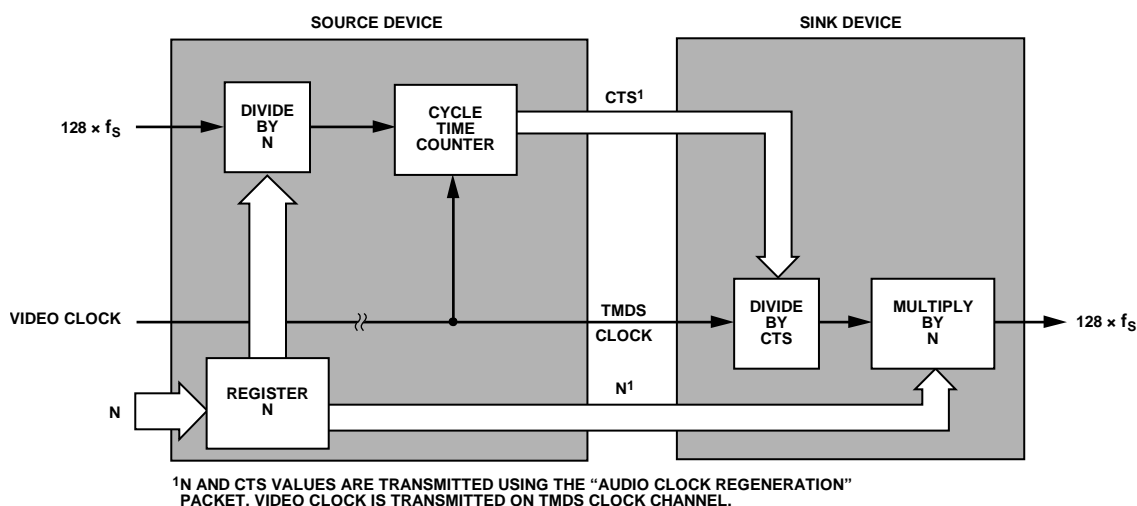 SOURCE DEVICE
SINK DEVICE
128 × fS
DIVIDE
BY
N
CYCLE
TIME
COUNTER
CTS¹
VIDEO CLOCK
TMDS
CLOCK
DIVIDE
BY
CTS
MULTIPLY
BY
N
128 × fS
N
REGISTER
N
N¹
¹N AND CTS VALUES ARE TRANSMITTED USING THE “AUDIO CLOCK REGENERATION”
PACKET. VIDEO CLOCK IS TRANSMITTED ON TMDS CLOCK CHANNEL.